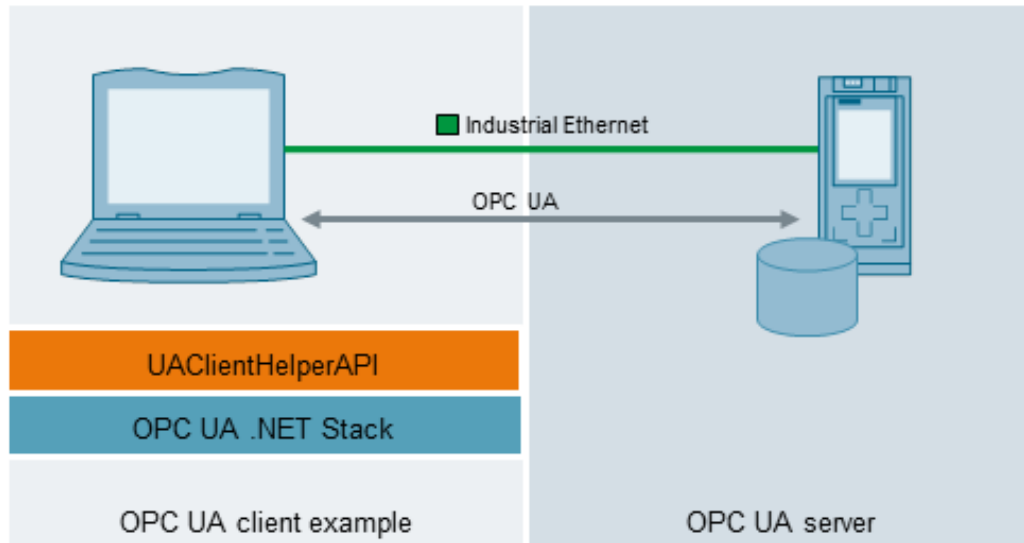 Industrial Ethernet
OPC UA
UAClientHelperAPI
OPC UA .NET Stack
OPC UA client example
OPC UA server